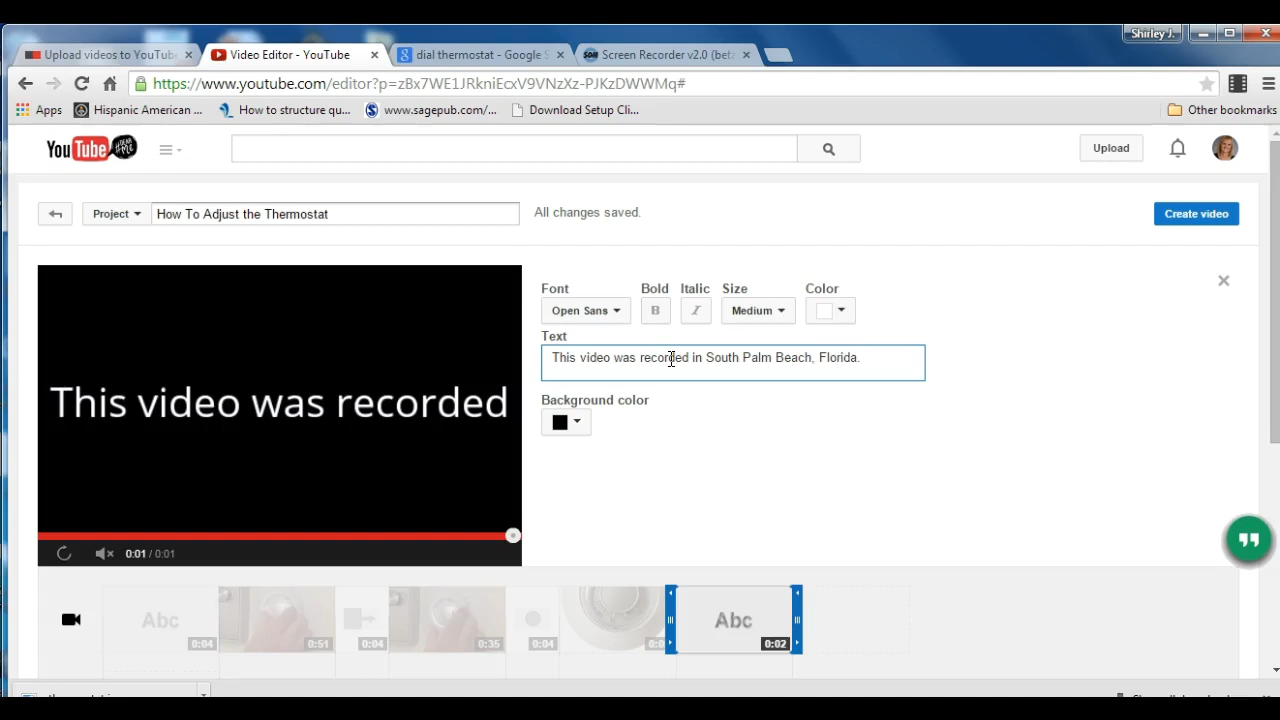 Shirley J.
Upload videos to YouTub
Video Editor - YouTube
dial thermostat - Google S
Screen Recorder v2.0 (beta
https://www.youtube.com/editor?p=zBx7WE1JRkniEcxV9VNzXz-PJKzDWWMq#
Apps
Hispanic American ...
How to structure qu...
www.sagepub.com/...
Download Setup Cli...
Other bookmarks
YouTube
Upload
Project
How To Adjust the Thermostat
All changes saved.
Create video
Font
Bold
Italic
Size
Color
Open Sans
B
I
Medium
Text
This video was recorded in South Palm Beach, Florida.
Background color
This video was recorded
0:01 / 0:01
Abc
0:04
0:51
0:04
0:35
0:04
Abc
0:02